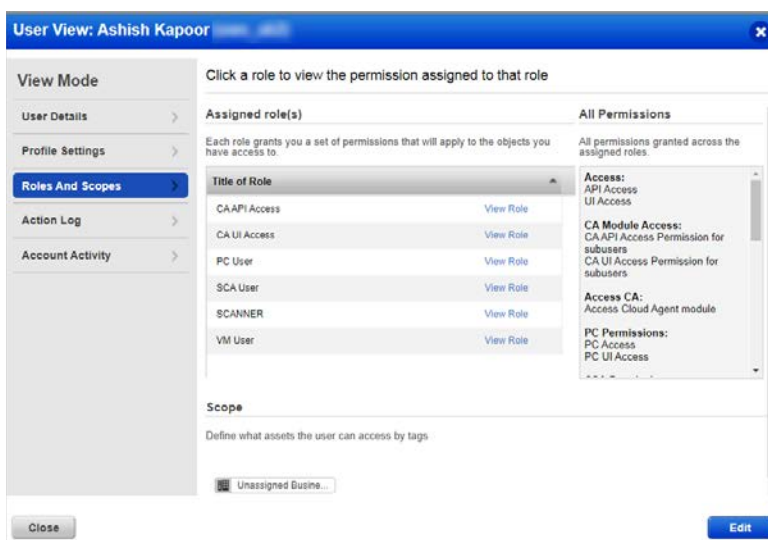 User View: Ashish Kapoor
View Mode
User Details
Profile Settings
Roles And Scopes
Action Log
Account Activity
Click a role to view the permission assigned to that role
Assigned role(s)
Each role grants you a set of permissions that will apply to the objects you
have access to.
Title of Role
CA API Access View Role
CA UI Access View Role
PC User View Role
SCA User View Role
SCANNER View Role
VM User View Role
All Permissions
All permissions granted across the
assigned roles.
Access:
API Access
UI Access
CA Module Access:
CA API Access Permission for
subusers
CA UI Access Permission for
subusers
Access CA:
Access Cloud Agent module
PC Permissions:
PC Access
PC UI Access
Scope
Define what assets the user can access by tags
Unassigned Busine...
Close
Edit